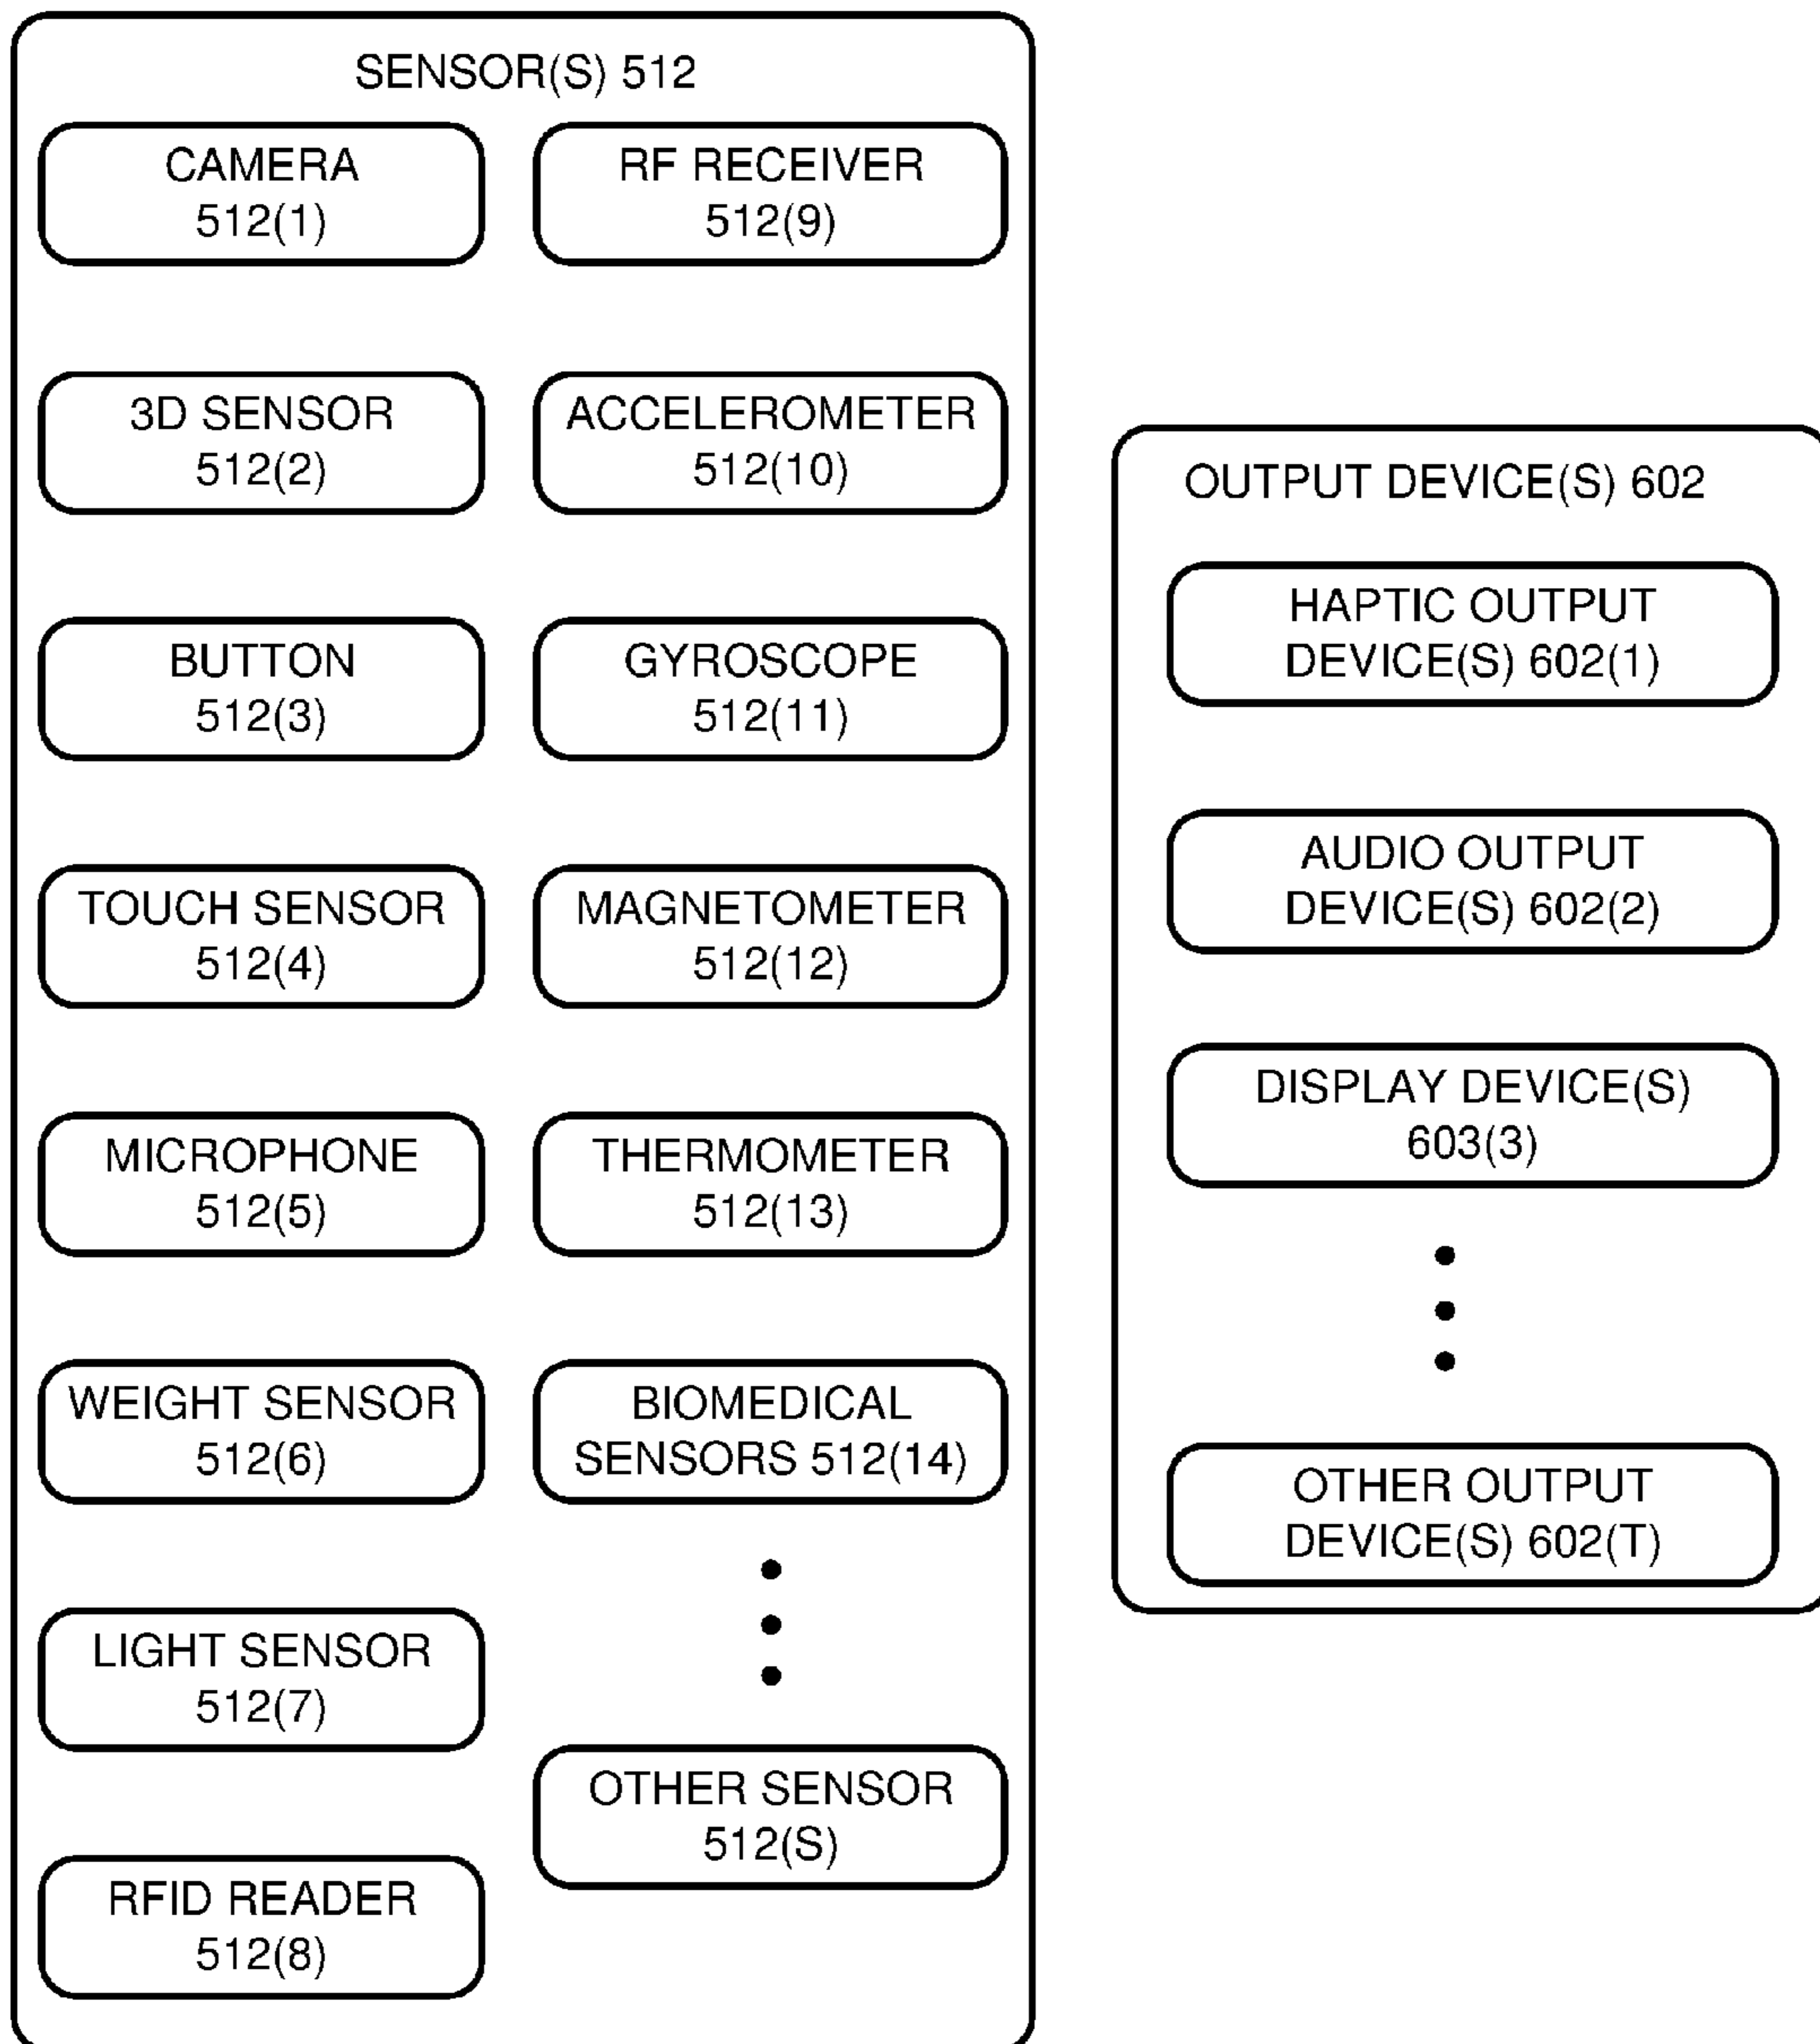 SENSOR(S) 512
CAMERA
512(1)
3D SENSOR
512(2)
BUTTON
512(3)
TOUCH SENSOR
512(4)
MICROPHONE
512(5)
WEIGHT SENSOR
512(6)
LIGHT SENSOR
512(7)
RFID READER
512(8)
RF RECEIVER
512(9)
ACCELEROMETER
512(10)
GYROSCOPE
512(11)
MAGNETOMETER
512(12)
THERMOMETER
512(13)
BIOMEDICAL
SENSORS 512(14)
OTHER SENSOR
512(S)
OUTPUT DEVICE(S) 602
HAPTIC OUTPUT
DEVICE(S) 602(1)
AUDIO OUTPUT
DEVICE(S) 602(2)
DISPLAY DEVICE(S)
603(3)
OTHER OUTPUT
DEVICE(S) 602(T)